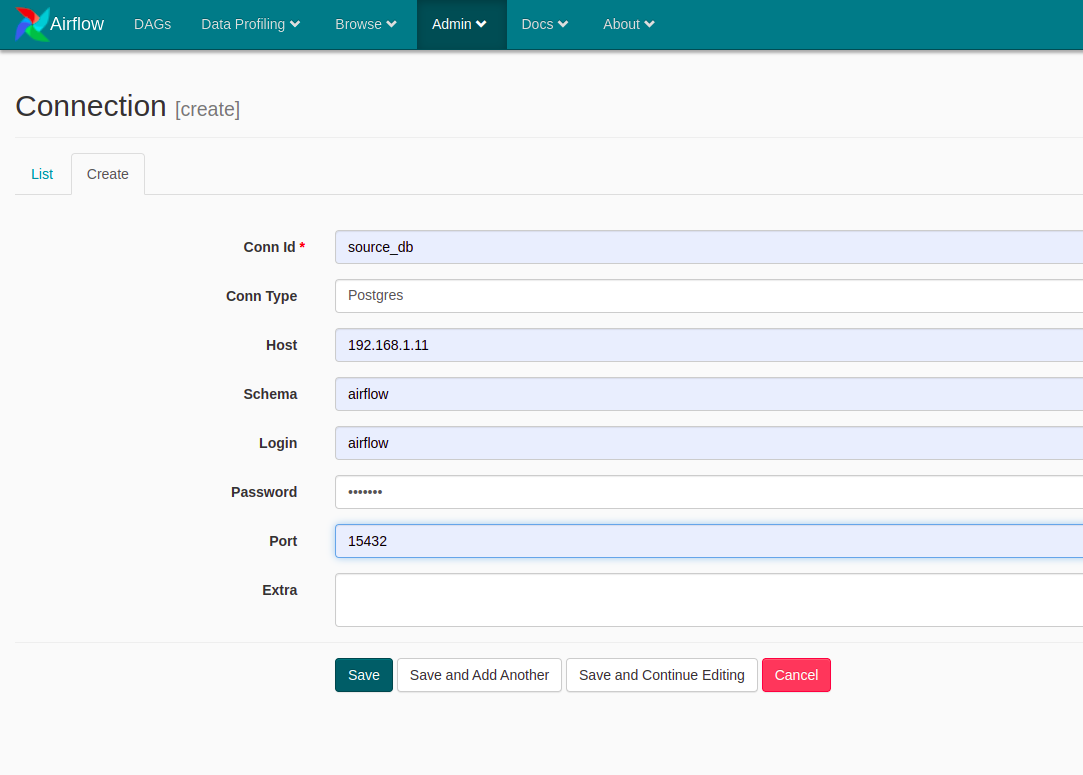 Airflow DAGs Data Profiling Browse Admin Docs About
Connection [create]
List Create
Conn Id * source_db
Conn Type Postgres
Host 192.168.1.11
Schema airflow
Login airflow
Password •••••••
Port 15432
Extra
Save Save and Add Another Save and Continue Editing Cancel